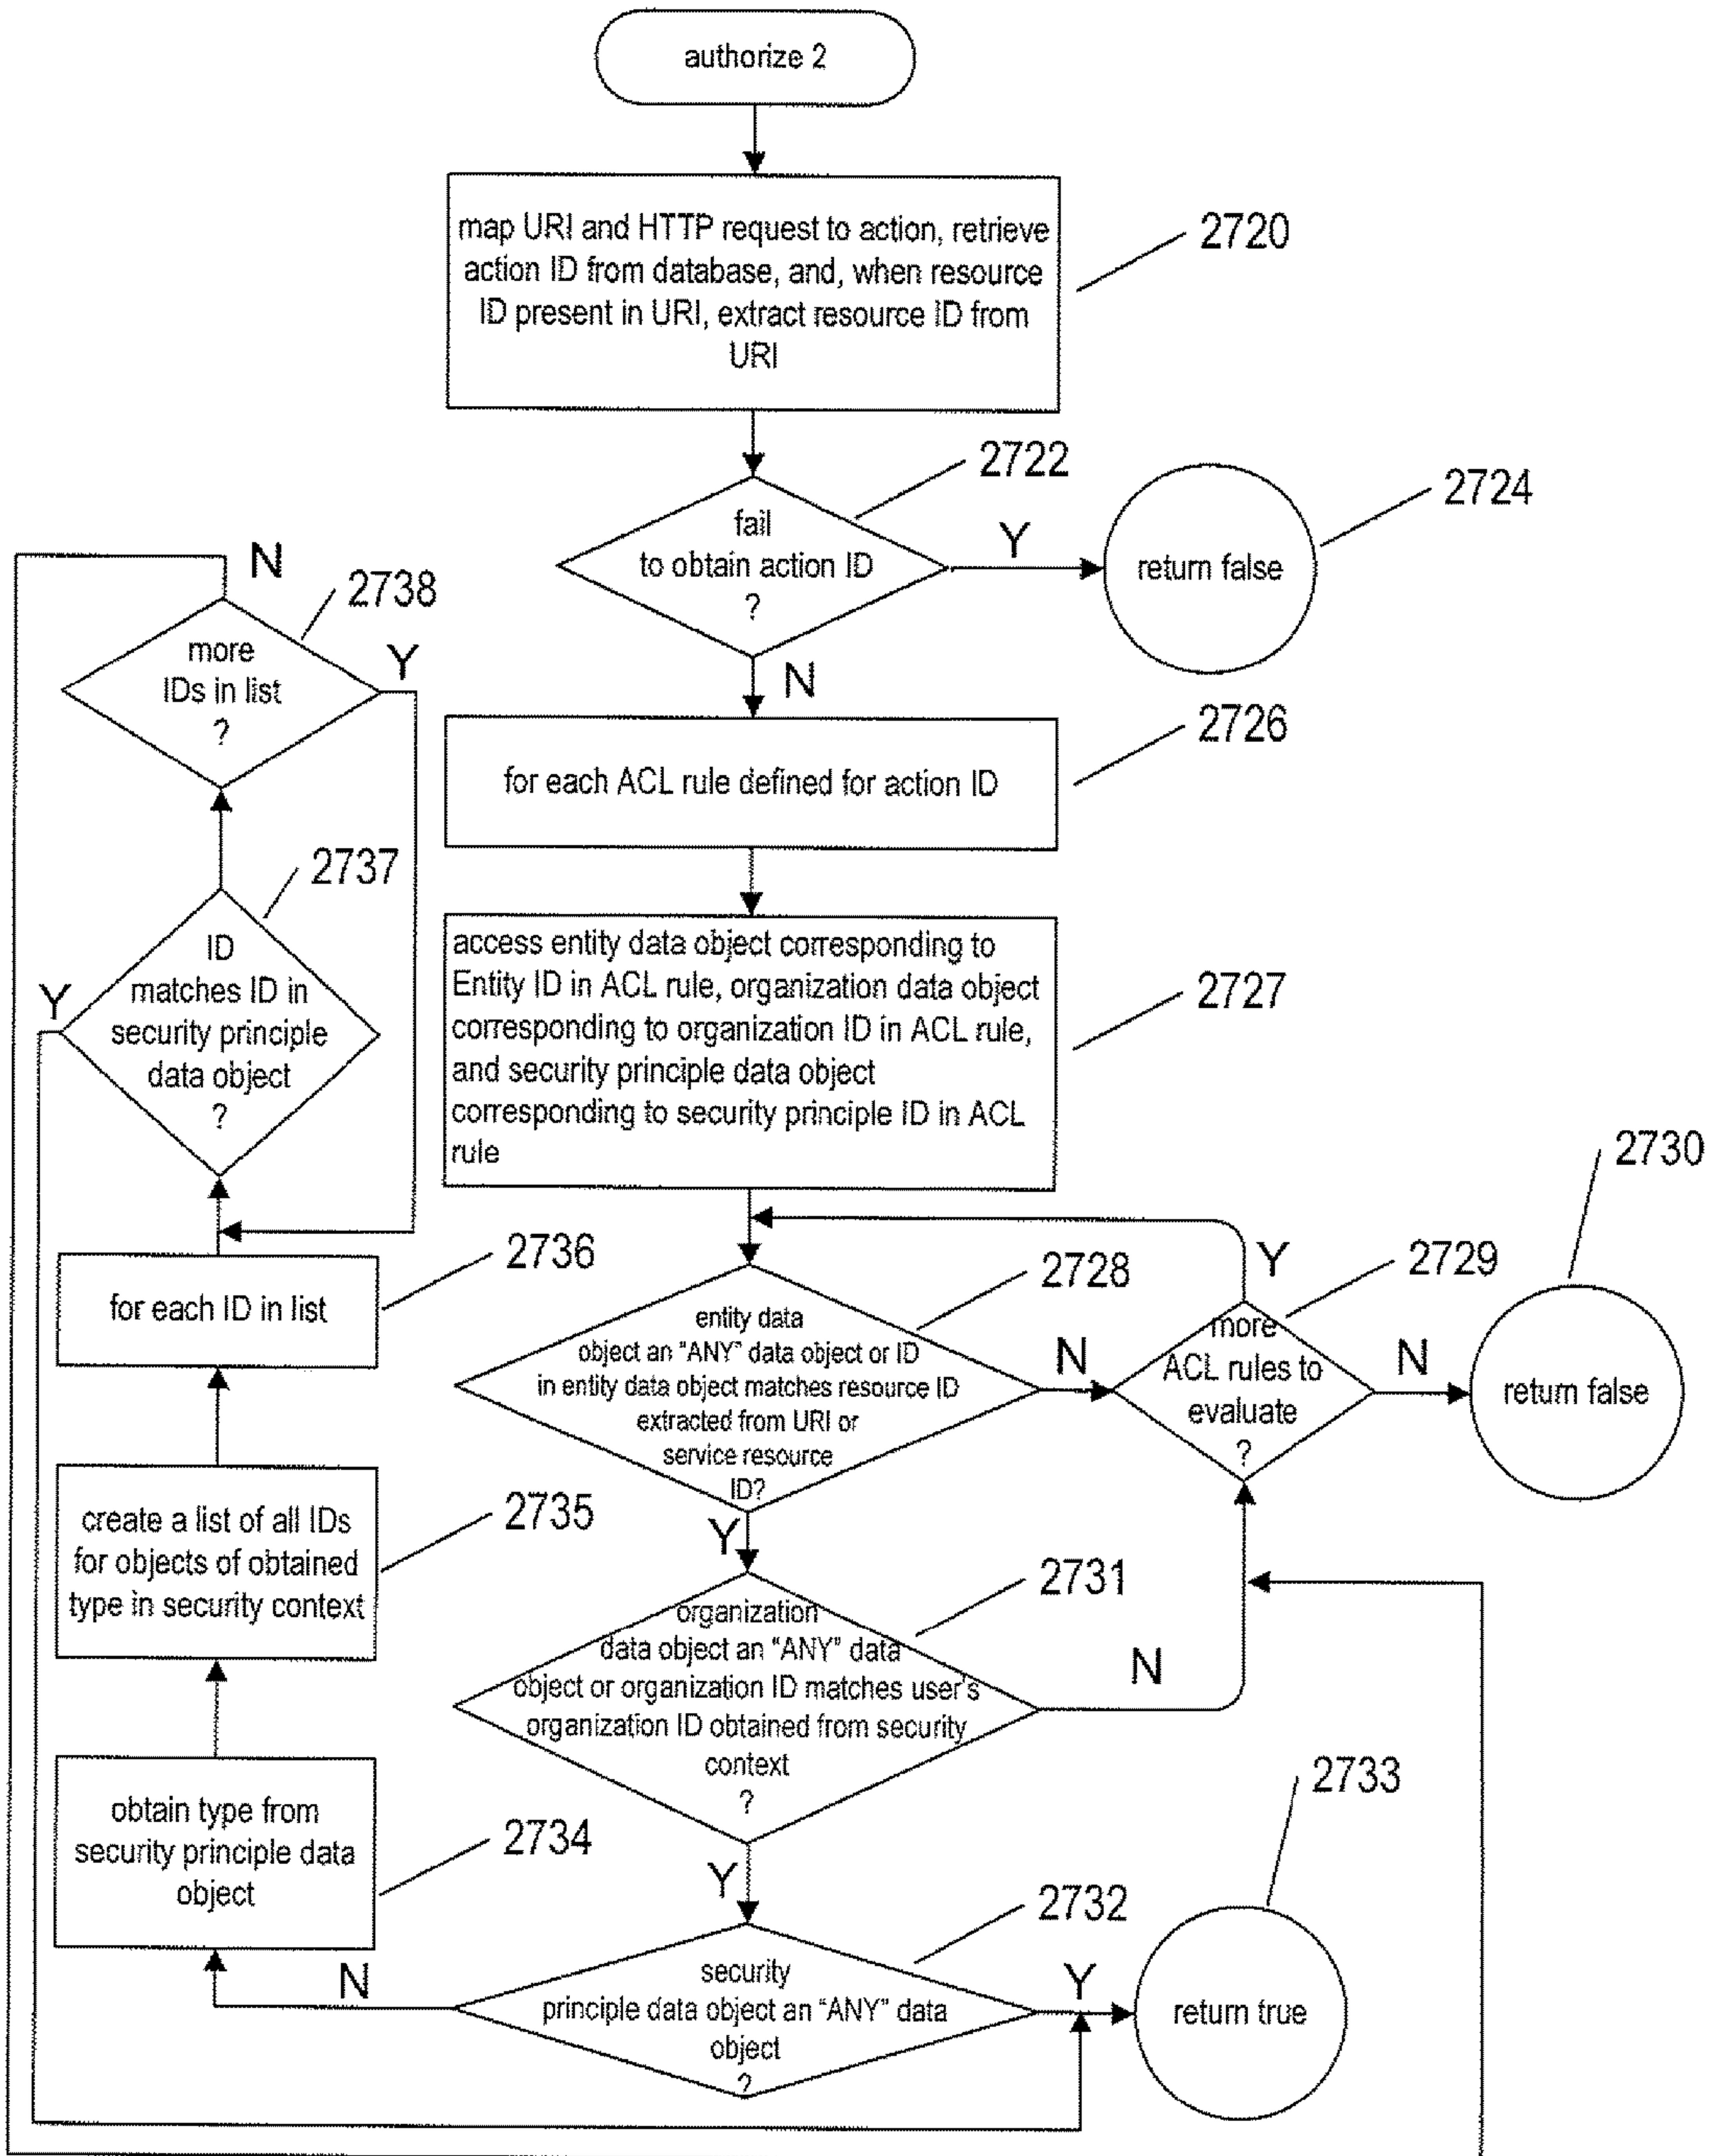 authorize 2
map URI and HTTP request to action, retrieve
action ID from database, and, when resource
ID present in URI, extract resource ID from
URI
2720
2722
fail
to obtain action ID
?
Y
return false
2724
N
N
2738
more
IDs in list
?
Y
2726
for each ACL rule defined for action ID
2737
ID
matches ID in
security principle
data object
?
Y
access entity data object corresponding to
Entity ID in ACL rule, organization data object
corresponding to organization ID in ACL rule,
and security principle data object
corresponding to security principle ID in ACL
rule
2727
2730
2736
for each ID in list
2728
entity data
object an "ANY" data object or ID
in entity data object matches resource ID
extracted from URI or
service resource
ID?
N
Y
2729
more
ACL rules to
evaluate
?
N
return false
Y
create a list of all IDs
for objects of obtained
type in security context
2735
2731
organization
data object an "ANY" data
object or organization ID matches user's
organization ID obtained from security
context
?
N
Y
obtain type from
security principle data
object
2734
2733
2732
security
principle data object an "ANY" data
object
?
N
Y
return true